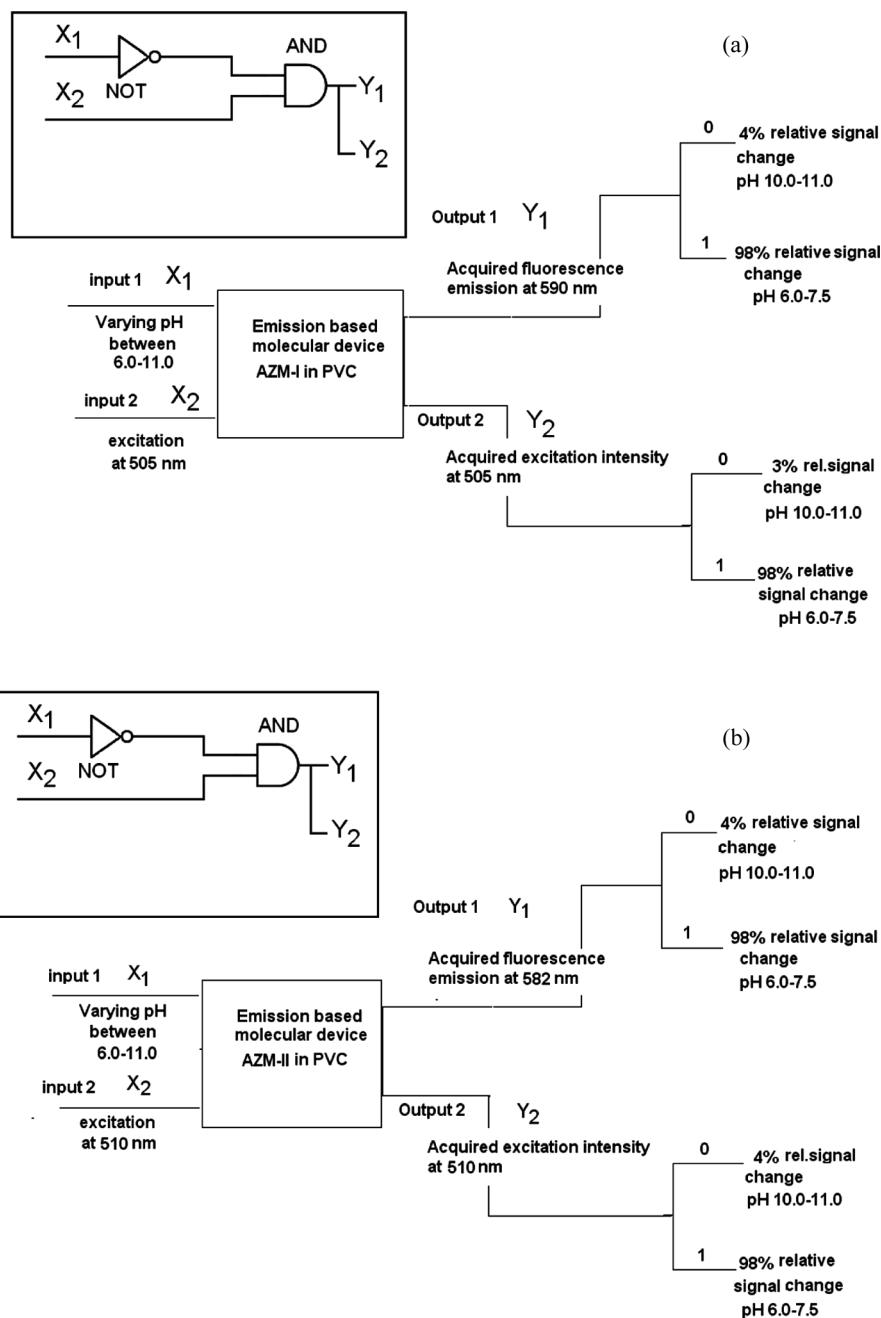 (a)
X1
NOT
X2
AND
Y1
Y2
Output 1 Y1
Acquired fluorescence
emission at 590 nm
0
4% relative signal
change
pH 10.0-11.0
1
98% relative signal
change
pH 6.0-7.5
input 1 X1
Varying pH
between
6.0-11.0
input 2 X2
excitation
at 505 nm
Emission based
molecular device
AZM-I in PVC
Output 2 Y2
Acquired excitation intensity
at 505 nm
0
3% rel.signal
change
pH 10.0-11.0
1
98% relative
signal change
pH 6.0-7.5
(b)
X1
NOT
X2
AND
Y1
Y2
Output 1 Y1
Acquired fluorescence
emission at 582 nm
0
4% relative signal
change
pH 10.0-11.0
1
98% relative signal
change
pH 6.0-7.5
input 1 X1
Varying pH
between
6.0-11.0
input 2 X2
excitation
at 510 nm
Emission based
molecular device
AZM-II in PVC
Output 2 Y2
Acquired excitation intensity
at 510 nm
0
4% rel.signal
change
pH 10.0-11.0
1
98% relative
signal change
pH 6.0-7.5